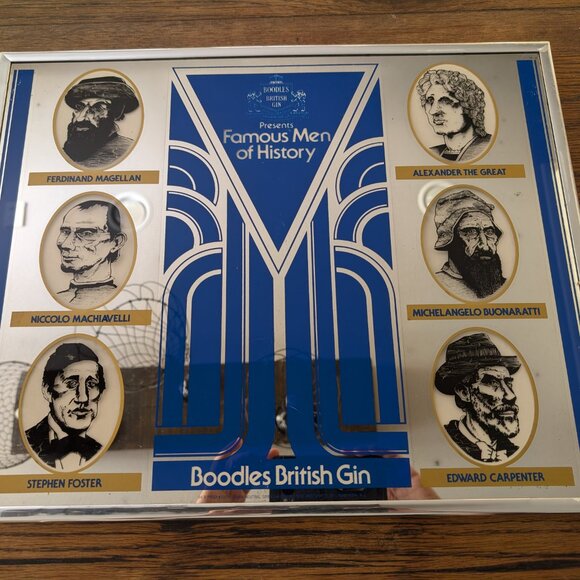 BOODLES
BRITISH
GIN
Presents
Famous Men
of History
FERDINAND MAGELLAN
NICCOLO MACHIAVELLI
STEPHEN FOSTER
ALEXANDER THE GREAT
MICHELANGELO BUONARATTI
EDWARD CARPENTER
Boodles British Gin